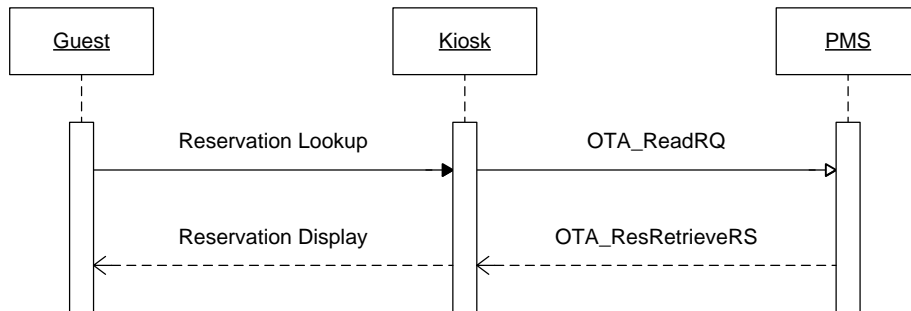 Guest
Kiosk
PMS
Reservation Lookup
OTA_ReadRQ
Reservation Display
OTA_ResRetrieveRS